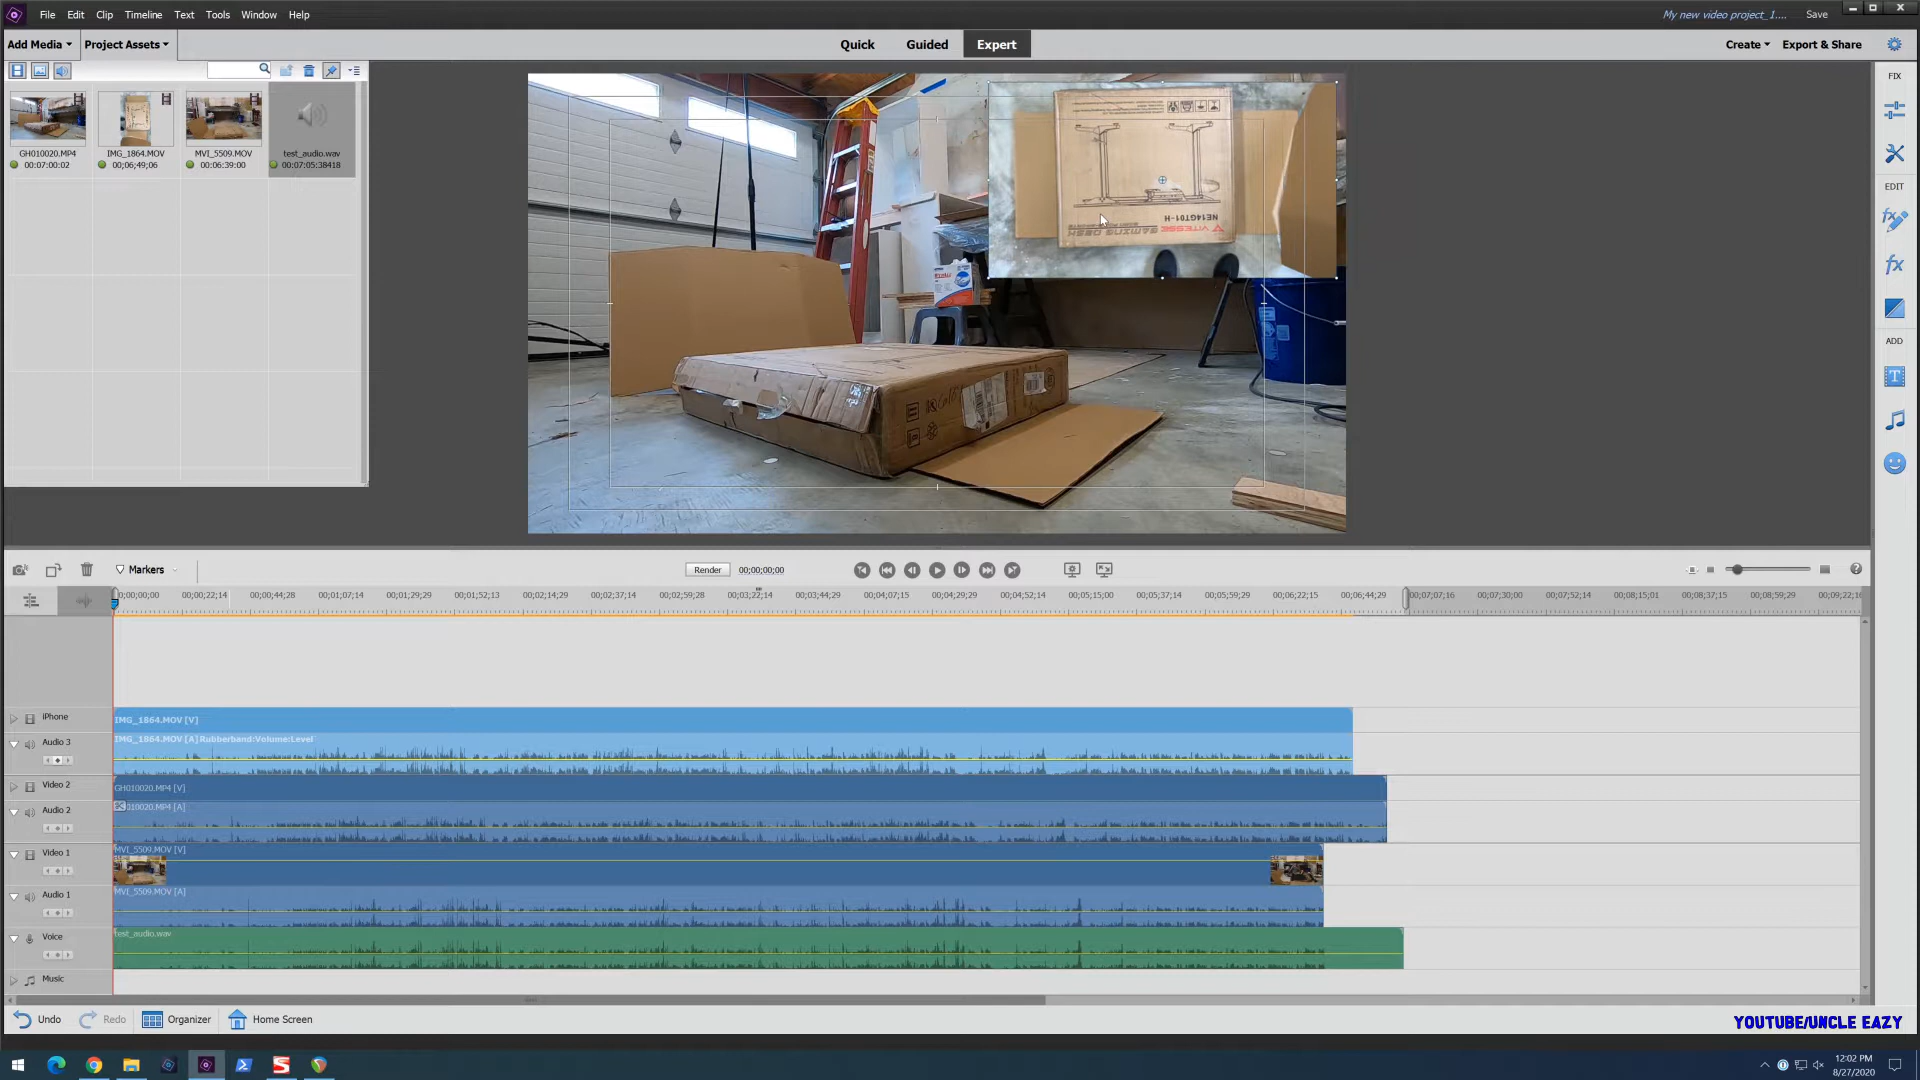 File Edit Clip Timeline Text Tools Window Help
My new video project_1.... Save
Add Media Project Assets
Quick Guided Expert
Create Export & Share
FIX
EDIT
ADD
GH010020.MP4 IMG_1864.MOV MVI_5509.MOV test_audio.wav
00:07:00:02 00;06;49;06 00:06:39:00 00:07:05:38418
NE14GT01-H
VITESSE GAMING DESK
Markers Render 00;00;00;00
00;00;00;00 00;00;22;14 00;00;44;28 00;01;07;14 00;01;29;29 00;01;52;13 00;02;14;29 00;02;37;14 00;02;59;28 00;03;22;14 00;03;44;29 00;04;07;15 00;04;29;29 00;04;52;14 00;05;15;00 00;05;37;14 00;05;59;29 00;06;22;15 00;06;44;29 00;07;07;16 00;07;30;00 00;07;52;14 00;08;15;01 00;08;37;15 00;08;59;29 00;09;22;16
iPhone IMG_1864.MOV [V]
Audio 3 IMG_1864.MOV [A] Rubberband:Volume:Level
Video 2 GH010020.MP4 [V]
Audio 2 010020.MP4 [A]
Video 1 MVI_5509.MOV [V]
Audio 1 MVI_5509.MOV [A]
Voice test_audio.wav
Music
Undo Redo Organizer Home Screen
YOUTUBE/UNCLE EAZY
12:02 PM
8/27/2020